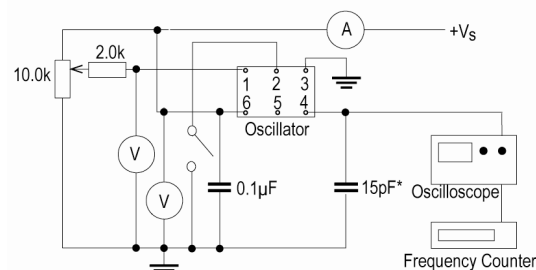 A
+Vs
2.0k
10.0k
1 2 3
6 5 4
Oscillator
V
V
0.1µF
15pF*
Oscilloscope
Frequency Counter